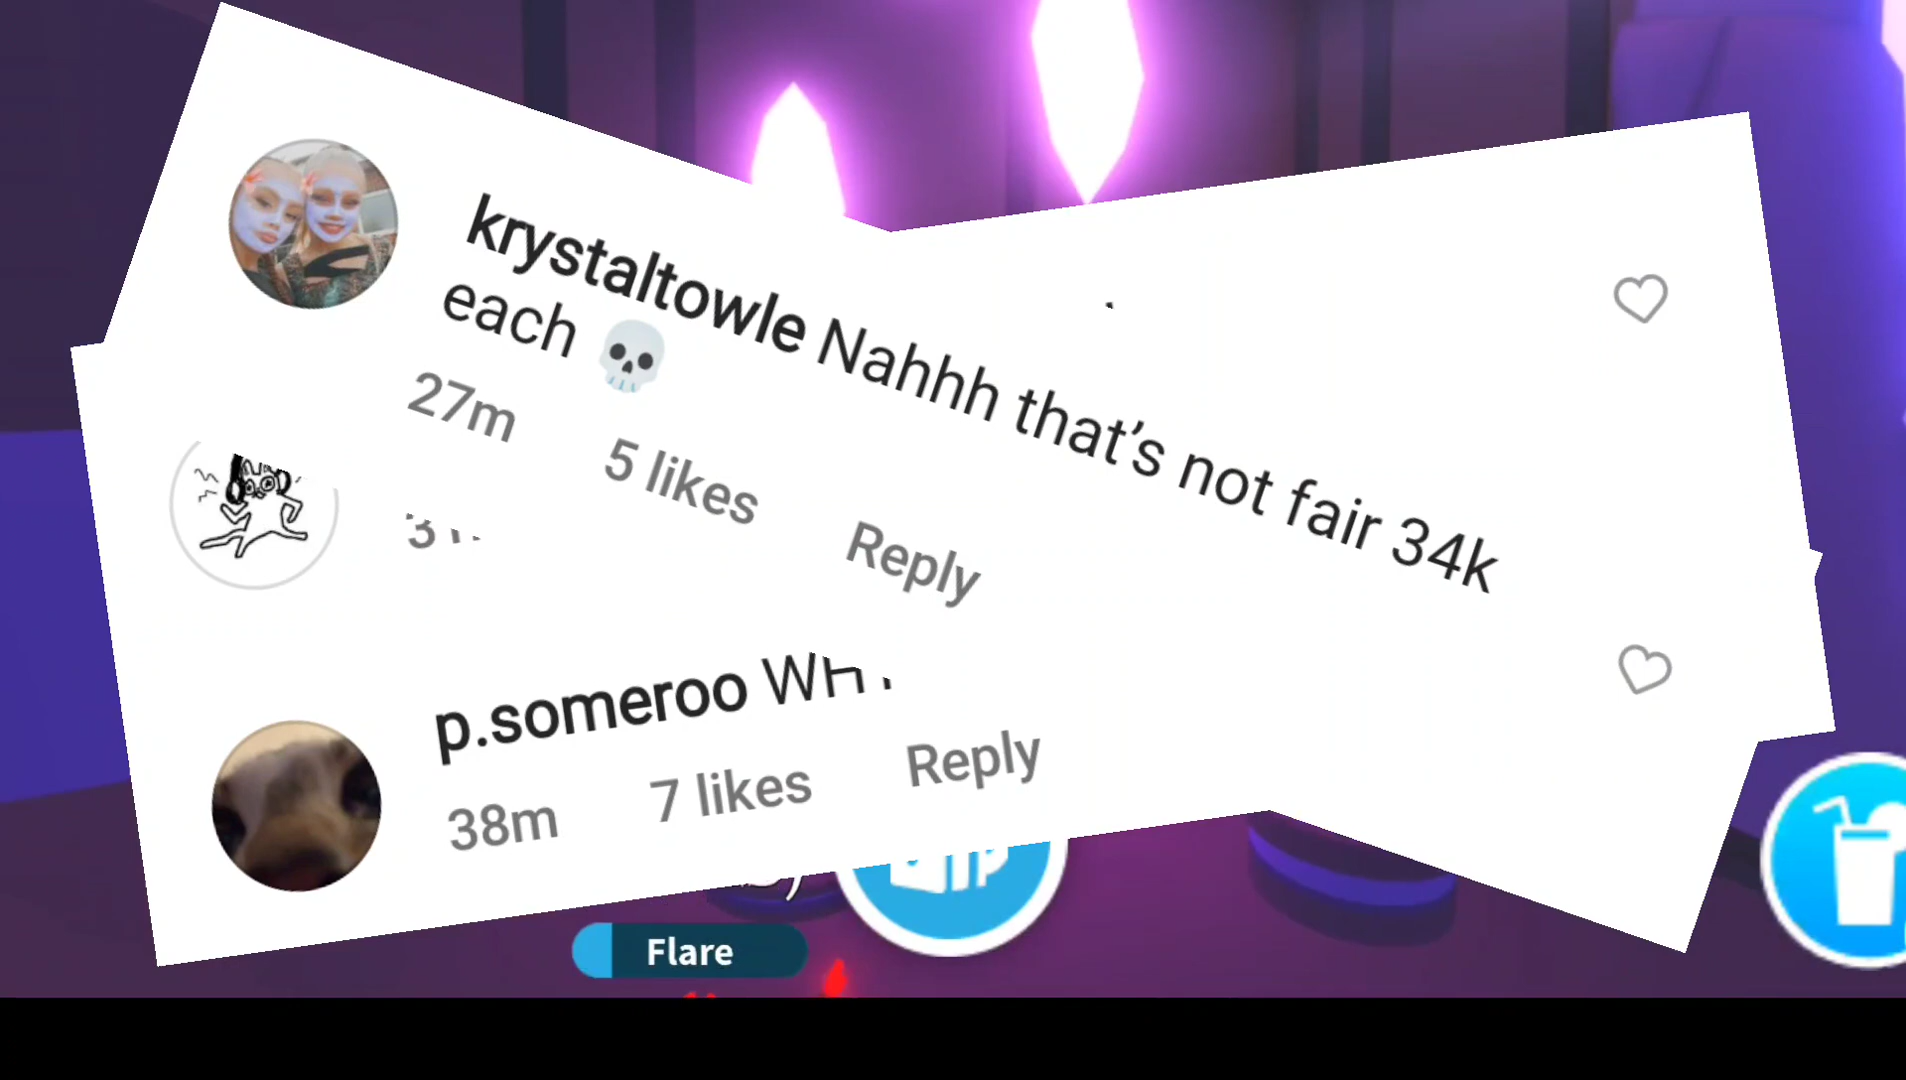 krystaltowle Nahhh that's not fair 34k
each 💀
27m 5 likes Reply
p.someroo
38m 7 likes Reply
Flare